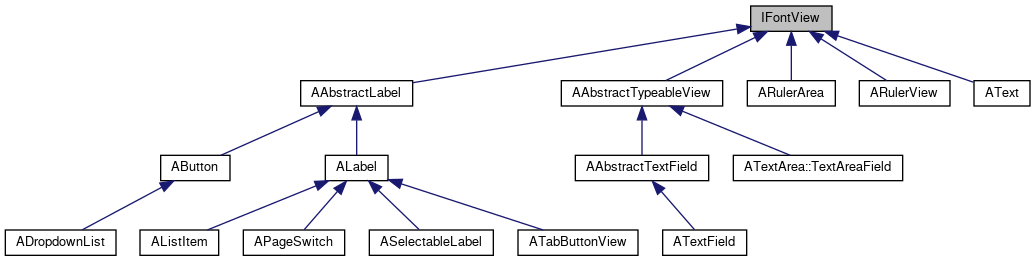 IFontView
AAbstractLabel
AAbstractTypeableView
ARulerArea
ARulerView
AText
AButton
ALabel
AAbstractTextField
ATextArea::TextAreaField
ADropdownList
AListItem
APageSwitch
ASelectableLabel
ATabButtonView
ATextField